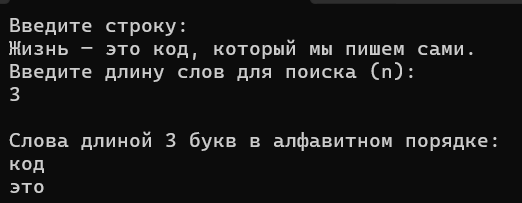 Введите строку:
Жизнь — это код, который мы пишем сами.
Введите длину слов для поиска (n):
3
Слова длиной 3 букв в алфавитном порядке:
код
это